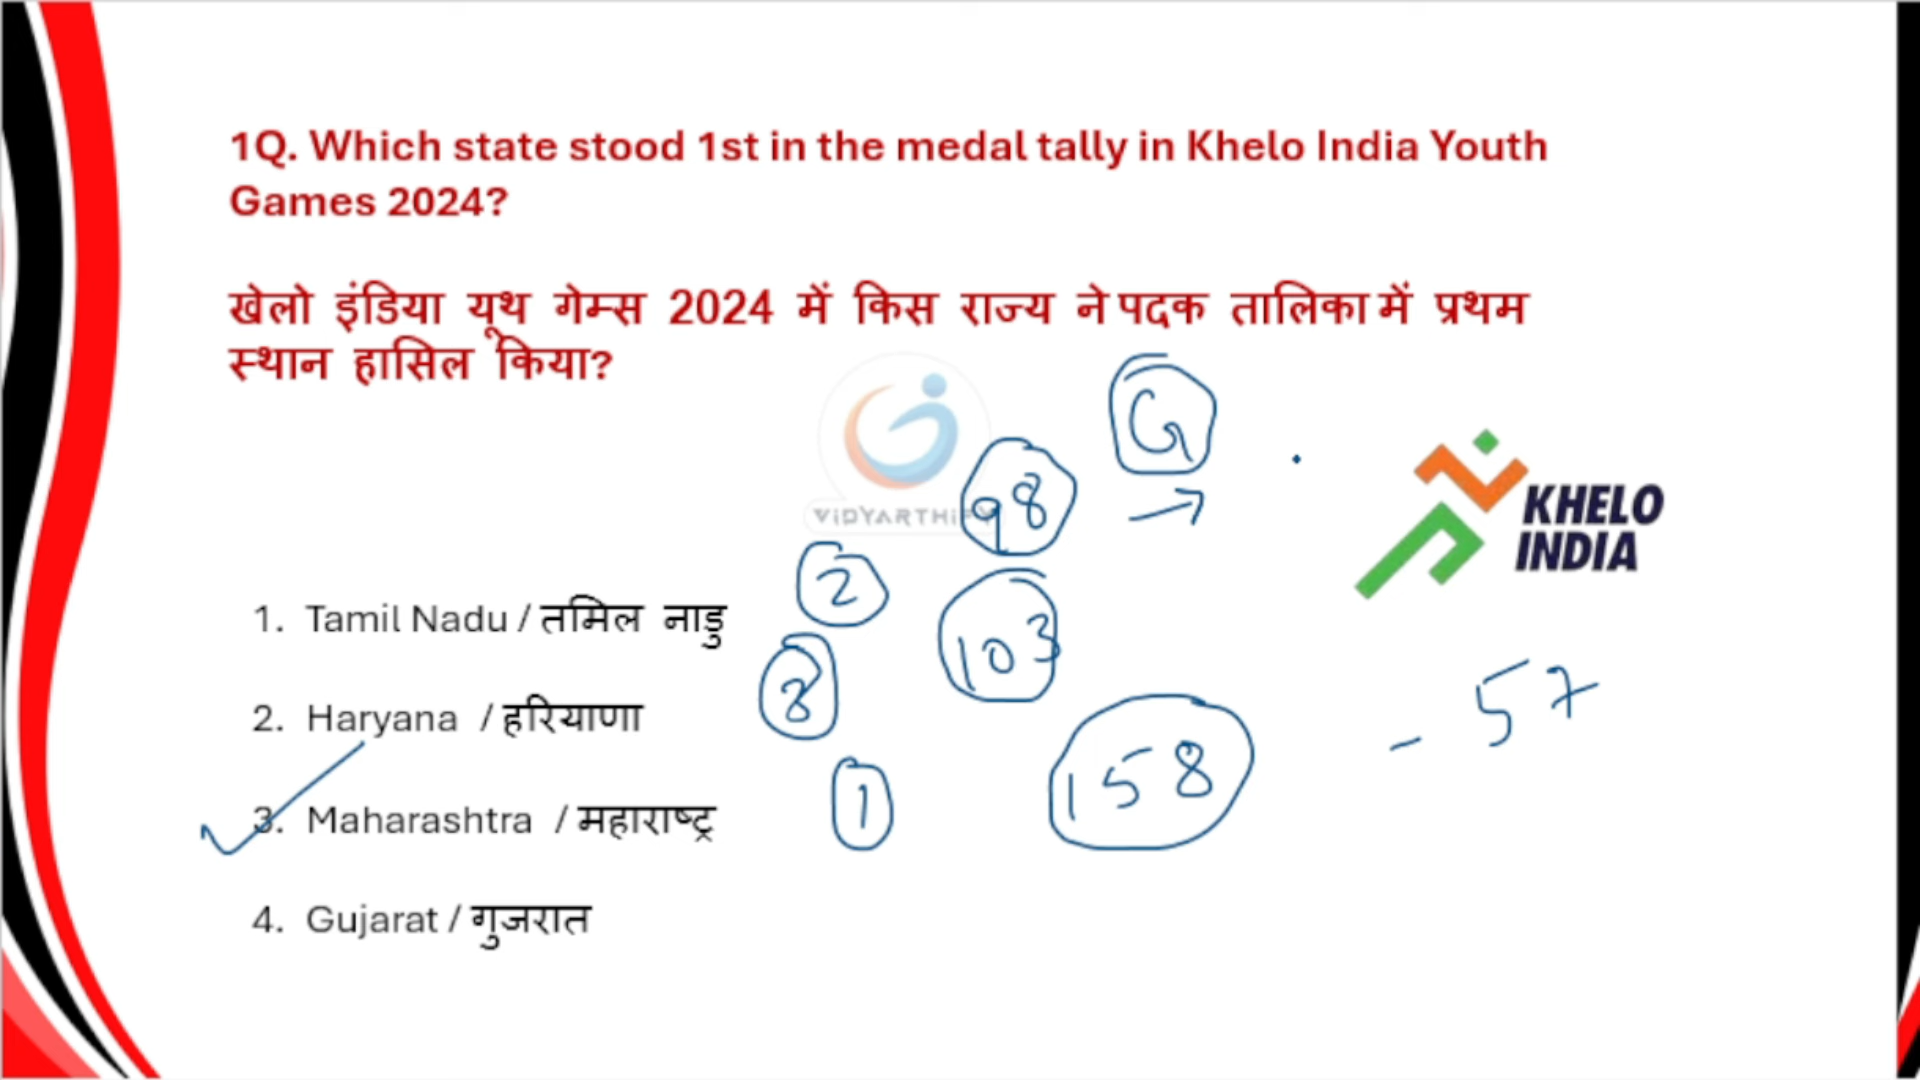 1Q. Which state stood 1st in the medal tally in Khelo India Youth
Games 2024?
खेलो इंडिया यूथ गेम्स 2024 में किस राज्य ने पदक तालिका में प्रथम
स्थान हासिल किया?
G
98
VIDYARTHIFY
KHELO
INDIA
1. Tamil Nadu / तमिल नाडु
2
103
2. Haryana / हरियाणा
- 57
3. Maharashtra / महाराष्ट्र
1
158
4. Gujarat / गुजरात